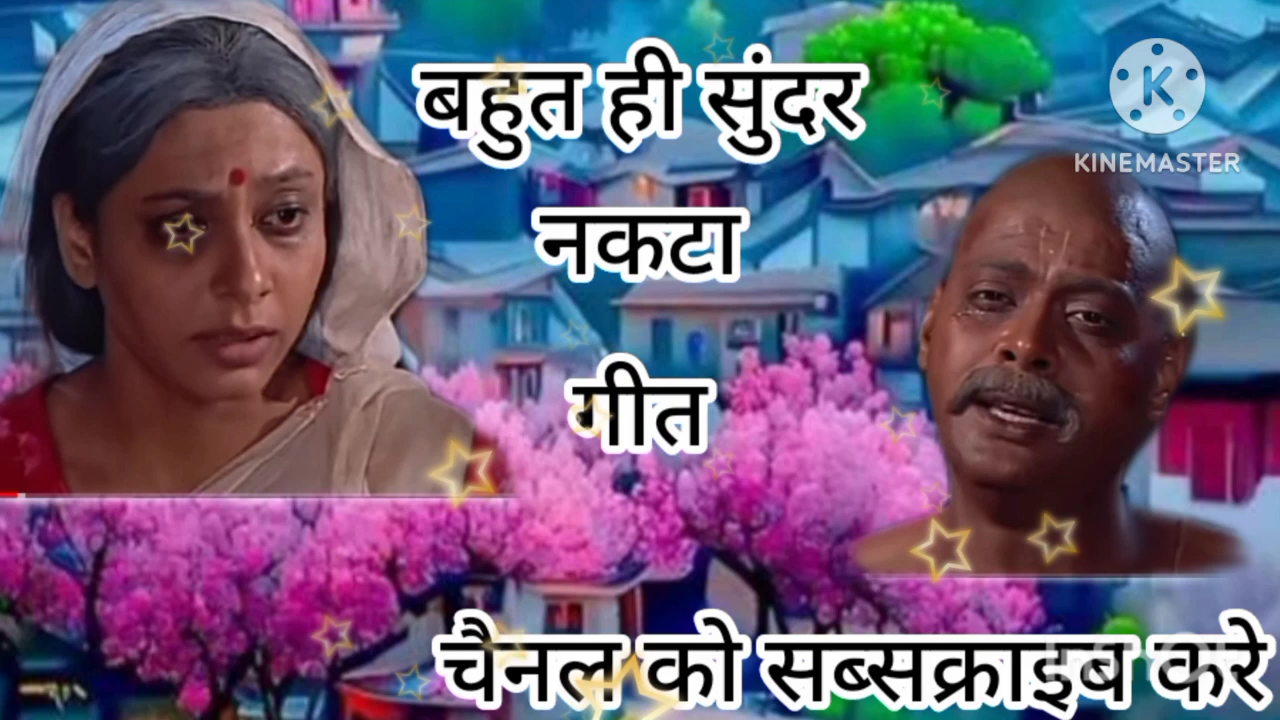 बहुत ही सुंदर
KINEMASTER
नकटा
गीत
चैनल को सब्सक्राइब करे